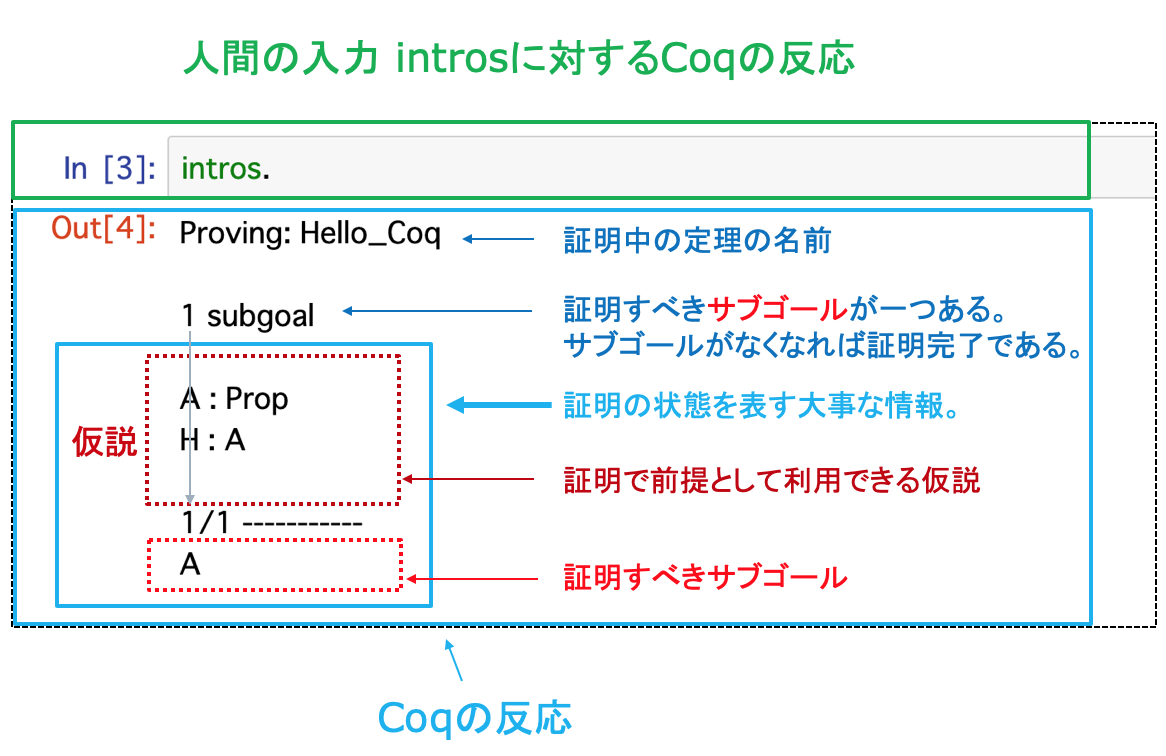 人間の入力 introsに対するCoqの反応
In [3]: intros.
Out[4]: Proving: Hello_Coq
証明中の定理の名前
1 subgoal
証明すべきサブゴールが一つある。
サブゴールがなくなれば証明完了である。
A : Prop
証明の状態を表す大事な情報。
仮説
H : A
証明で前提として利用できる仮説
1/1 -----------
A
証明すべきサブゴール
Coqの反応